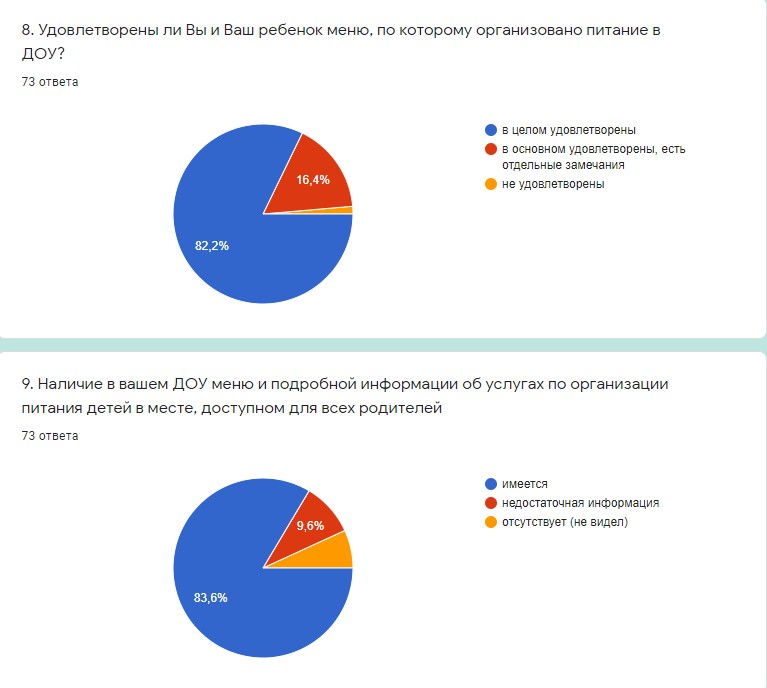 8. Удовлетворены ли Вы и Ваш ребенок меню, по которому организовано питание в
ДОУ?
73 ответа
в целом удовлетворены
в основном удовлетворены, есть
отдельные замечания
не удовлетворены
16,4%
82,2%
9. Наличие в вашем ДОУ меню и подробной информации об услугах по организации
питания детей в месте, доступном для всех родителей
73 ответа
имеется
недостаточная информация
отсутствует (не видел)
9,6%
83,6%